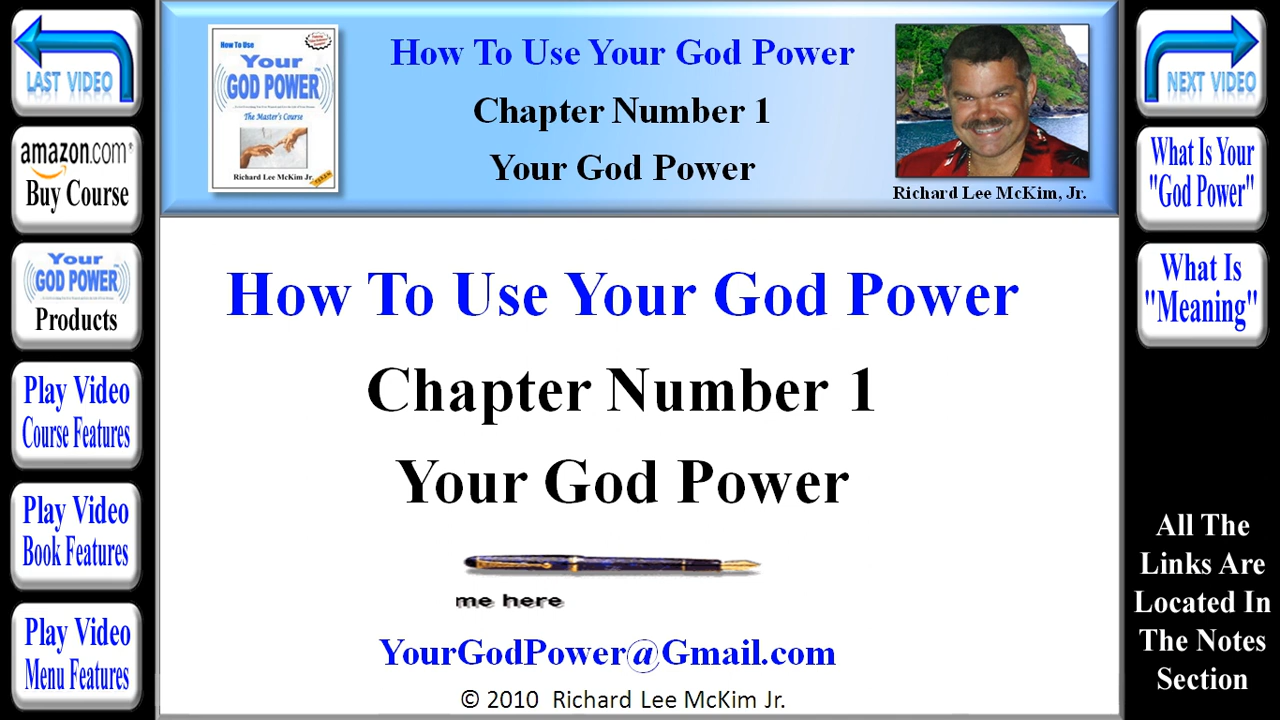 LAST VIDEO
amazon.com
Buy Course
Your
GOD POWER
Products
Play Video
Course Features
Play Video
Book Features
Play Video
Menu Features
How To Use
Your
GOD POWER
The Master's Course
Richard Lee McKim Jr.
How To Use Your God Power
Chapter Number 1
Your God Power
Richard Lee McKim, Jr.
How To Use Your God Power
Chapter Number 1
Your God Power
me here
YourGodPower@Gmail.com
© 2010 Richard Lee McKim Jr.
NEXT VIDEO
What Is Your
"God Power"
What Is
"Meaning"
All The
Links Are
Located In
The Notes
Section